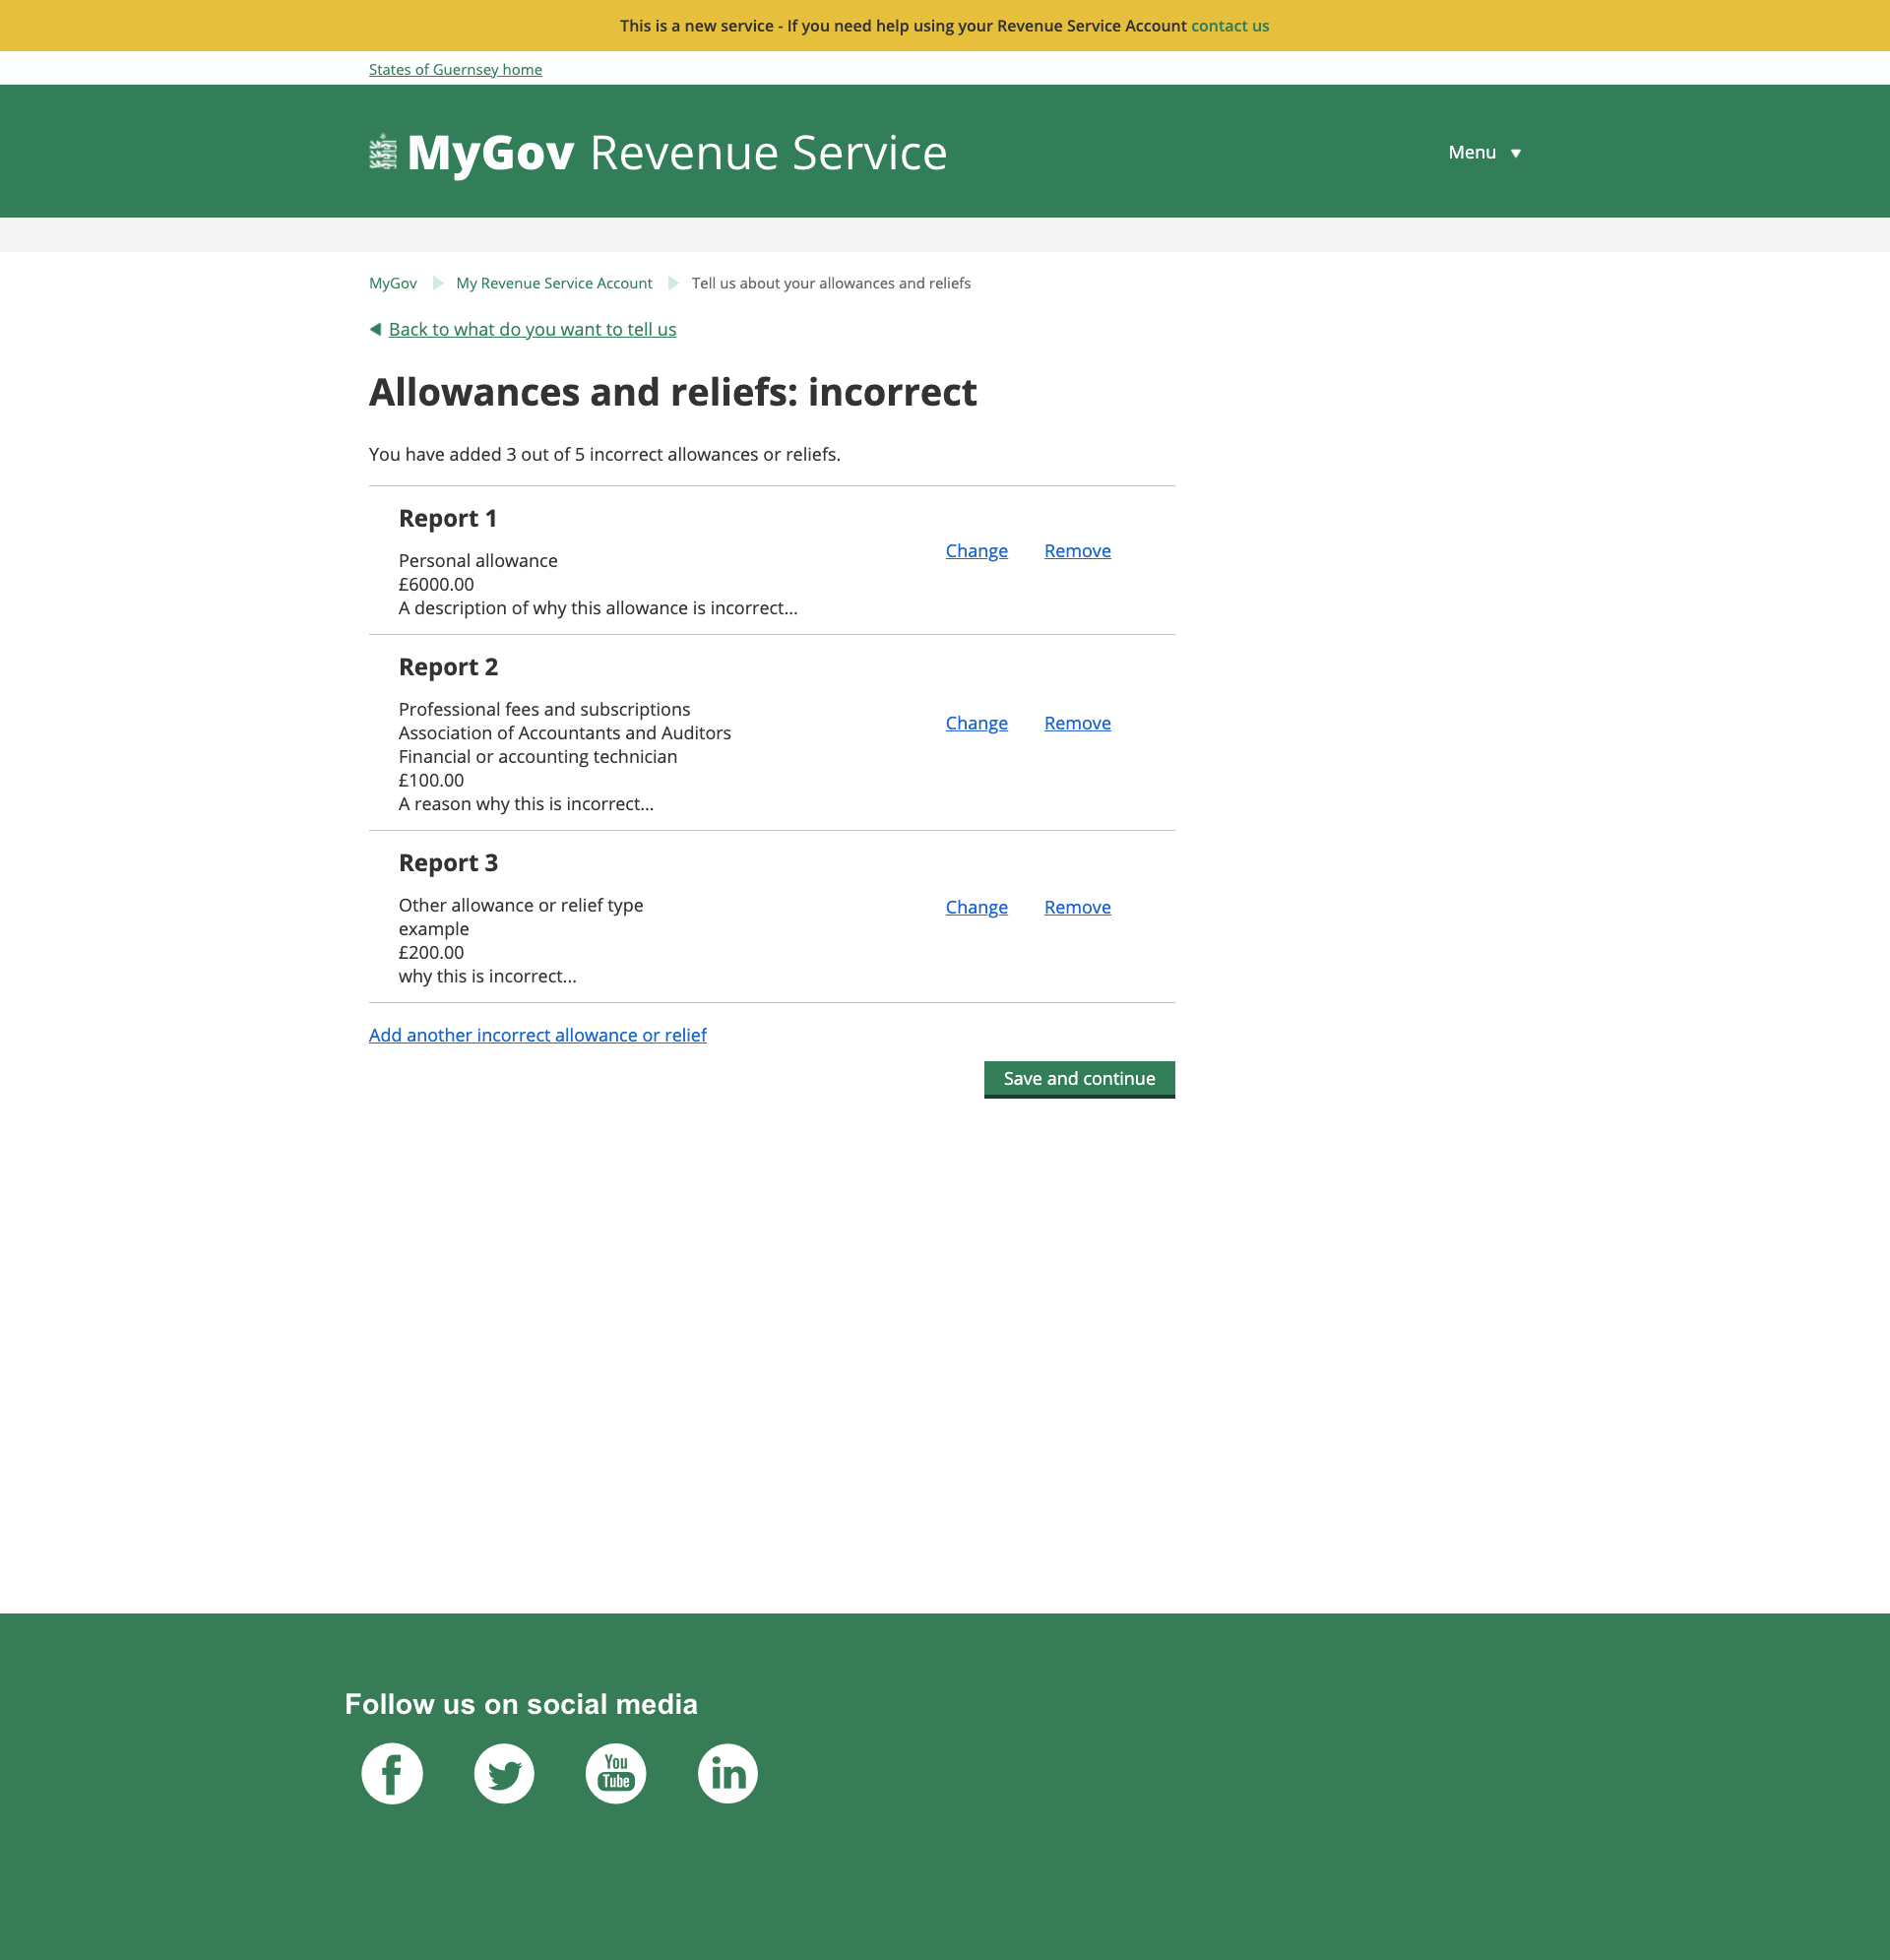 This is a new service - If you need help using your Revenue Service Account contact us
States of Guernsey home
MyGov Revenue Service
Menu
MyGov
My Revenue Service Account
Tell us about your allowances and reliefs
Back to what do you want to tell us
Allowances and reliefs: incorrect
You have added 3 out of 5 incorrect allowances or reliefs.
Report 1
Change Remove
Personal allowance
£6000.00
A description of why this allowance is incorrect...
Report 2
Professional fees and subscriptions
Change Remove
Association of Accountants and Auditors
Financial or accounting technician
£100.00
A reason why this is incorrect...
Report 3
Other allowance or relief type
Change Remove
example
£200.00
why this is incorrect...
Add another incorrect allowance or relief
Save and continue
Follow us on social media
f
You
Tube
in